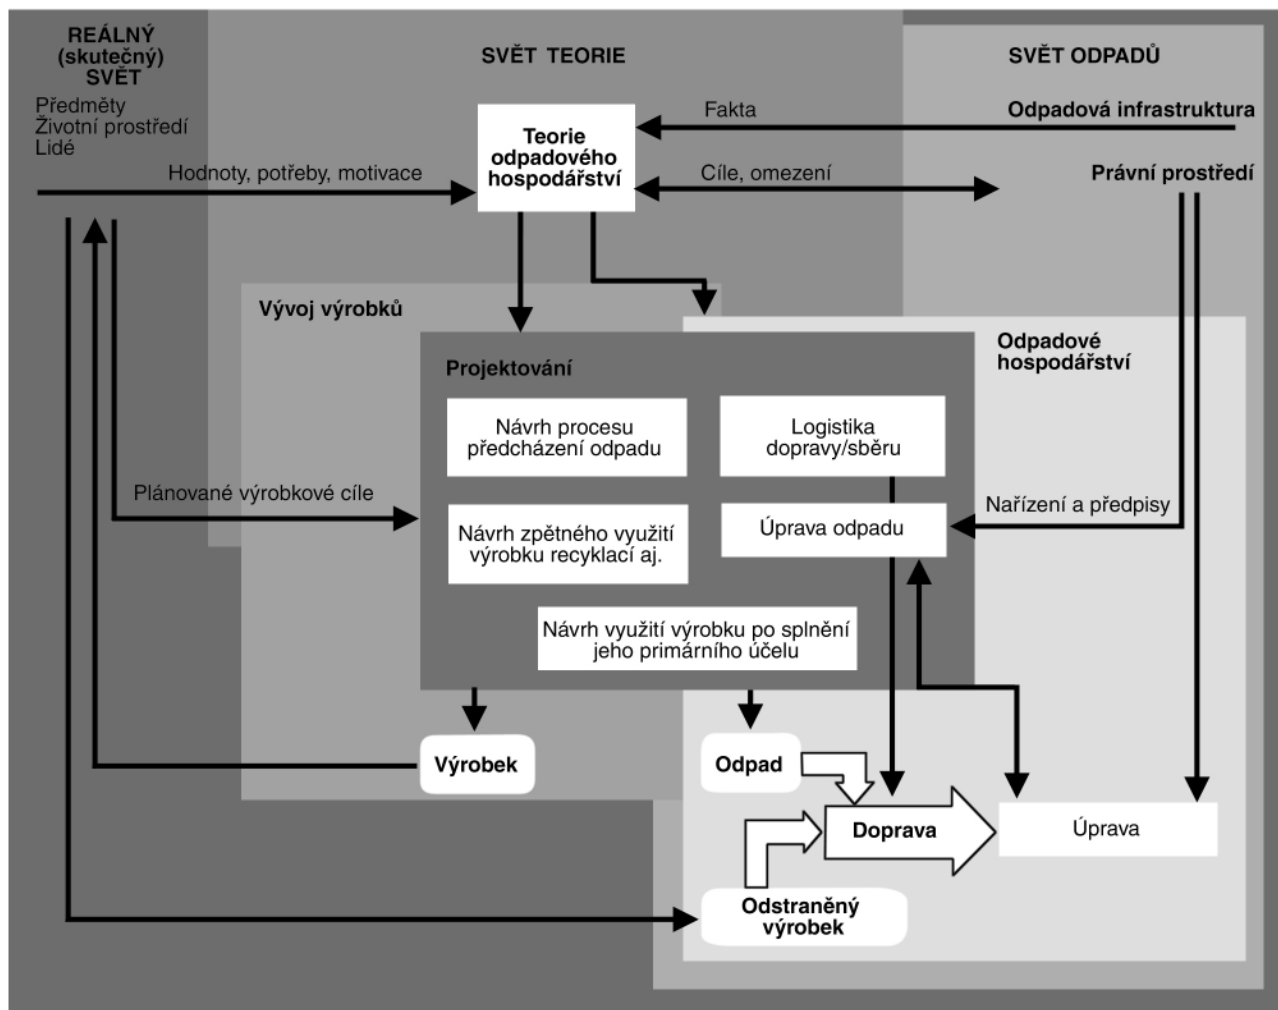 REÁLNÝ
(skutečný)
SVĚT
Předměty
Životní prostředí
Lidé
SVĚT TEORIE
SVĚT ODPADŮ
Teorie
odpadového
hospodářství
Fakta
Odpadová infrastruktura
Hodnoty, potřeby, motivace
Cíle, omezení
Právní prostředí
Vývoj výrobků
Odpadové
hospodářství
Projektování
Návrh procesu
předcházení odpadu
Logistika
dopravy/sběru
Plánované výrobkové cíle
Návrh zpětného využití
výrobku recyklací aj.
Úprava odpadu
Nařízení a předpisy
Návrh využití výrobku po splnění
jeho primárního účelu
Výrobek
Odpad
Doprava
Úprava
Odstraněný
výrobek